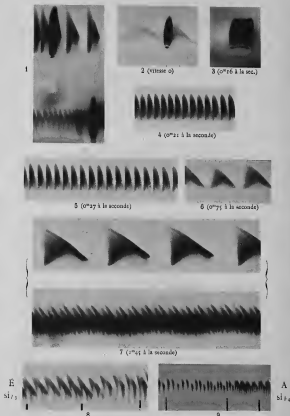 1
2 (vitesse 0)
3 (0m16 à la sec.)
4 (0m21 à la seconde)
5 (0m27 à la seconde)
6 (0m75 à la seconde)
7 (0m45 à la seconde)
E
A
8
9